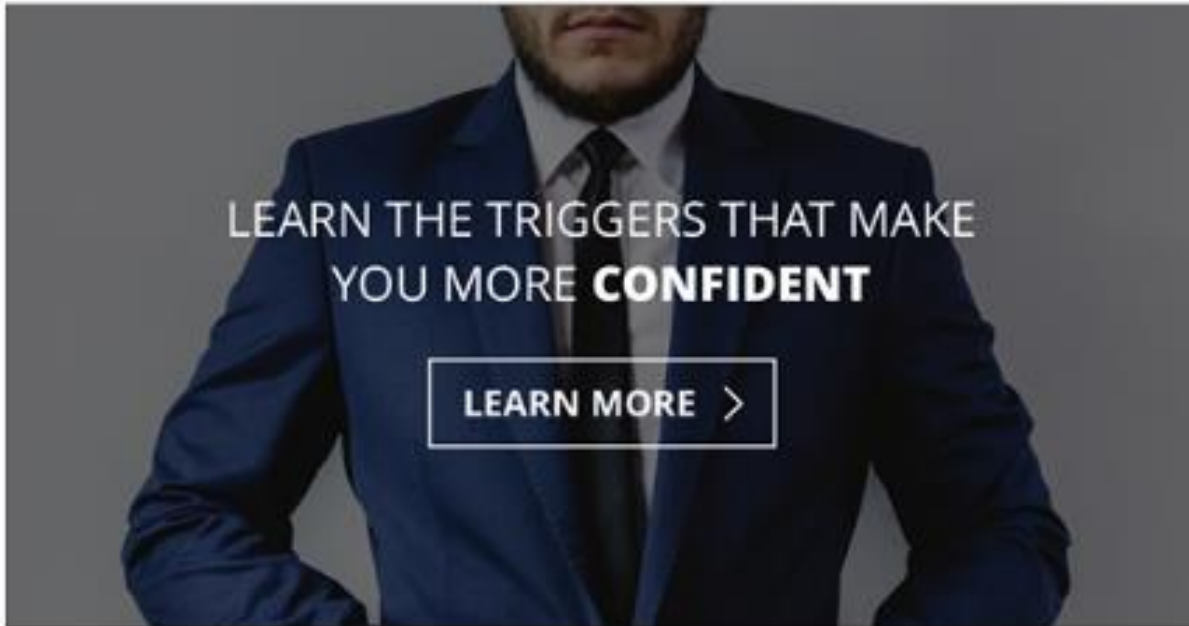 LEARN THE TRIGGERS THAT MAKE
YOU MORE CONFIDENT
LEARN MORE